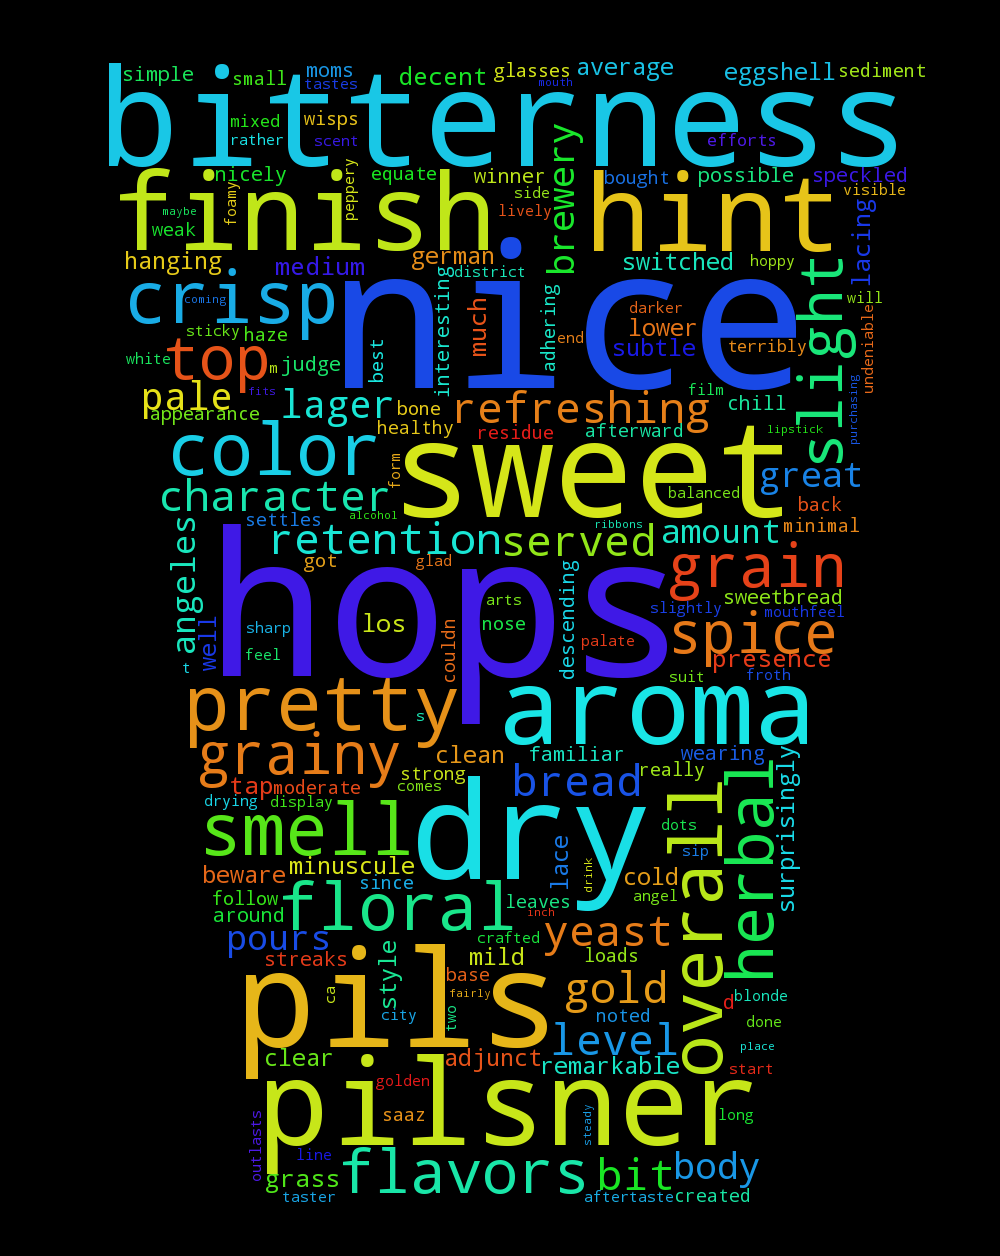 simple
small
moms
tastes
decent
glasses
mouth
average
eggshell
sediment
bitterness
mixed
rather
wisps
scent
efforts
nicely
foamy
peppery
equate
winner
side
lively
brewery
bought
possible
speckled
visible
maybe
weak
finish
hint
lacing
hanging
medium
german
district
switched
hoppy
slight
will
crisp
coming
nice
interesting
much
adhering
darker
lower
end
subtle
terribly
undeniable
sticky
haze
white
top
m
judge
best
fits
film
purchasing
pale
appearance
lager
bone
healthy
refreshing
residue
afterward
chill
lipstick
color
form
sweet
balanced
great
back
character
settles
alcohol
ribbons
amount
minimal
angeles
retention
served
got
glad
grain
hops
descending
sweetbread
arts
slightly
mouthfeel
los
nose
sharp
well
feel
t
couldn
palate
spice
presence
suit
froth
pretty
s
aroma
grainy
clean
familiar
wearing
surprisingly
strong
comes
bread
really
tap
moderate
drying
display
dry
overall
herbal
smell
dots
sip
lace
drink
minuscule
beware
since
cold
angel
follow
around
floral
leaves
inch
pours
crafted
yeast
streaks
style
mild
loads
base
fairly
ca
pils
gold
city
two
noted
d
blonde
done
level
place
clear
adjunct
remarkable
start
golden
pilsner
saaz
steady
long
outlasts
line
grass
flavors
bit
body
taster
aftertaste
created